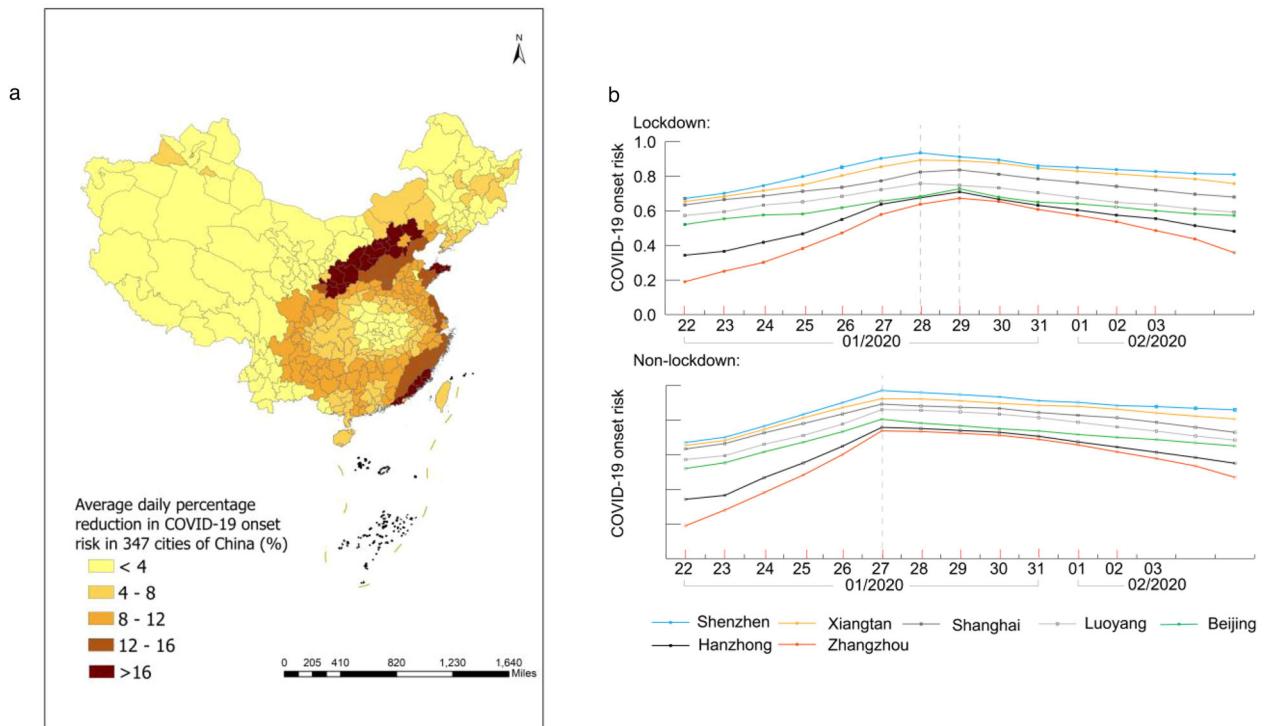 a
N
Average daily percentage
reduction in COVID-19 onset
risk in 347 cities of China (%)
< 4
4 - 8
8 - 12
12 - 16
>16
0 205 410 820 1,230 1,640
Miles
b
Lockdown:
COVID-19 onset risk
1.0
0.8
0.6
0.4
0.2
0.0
22 23 24 25 26 27 28 29 30 31 01 02 03
01/2020 02/2020
Non-lockdown:
COVID-19 onset risk
22 23 24 25 26 27 28 29 30 31 01 02 03
01/2020 02/2020
Shenzhen Xiangtan Shanghai Luoyang Beijing
Hanzhong Zhangzhou